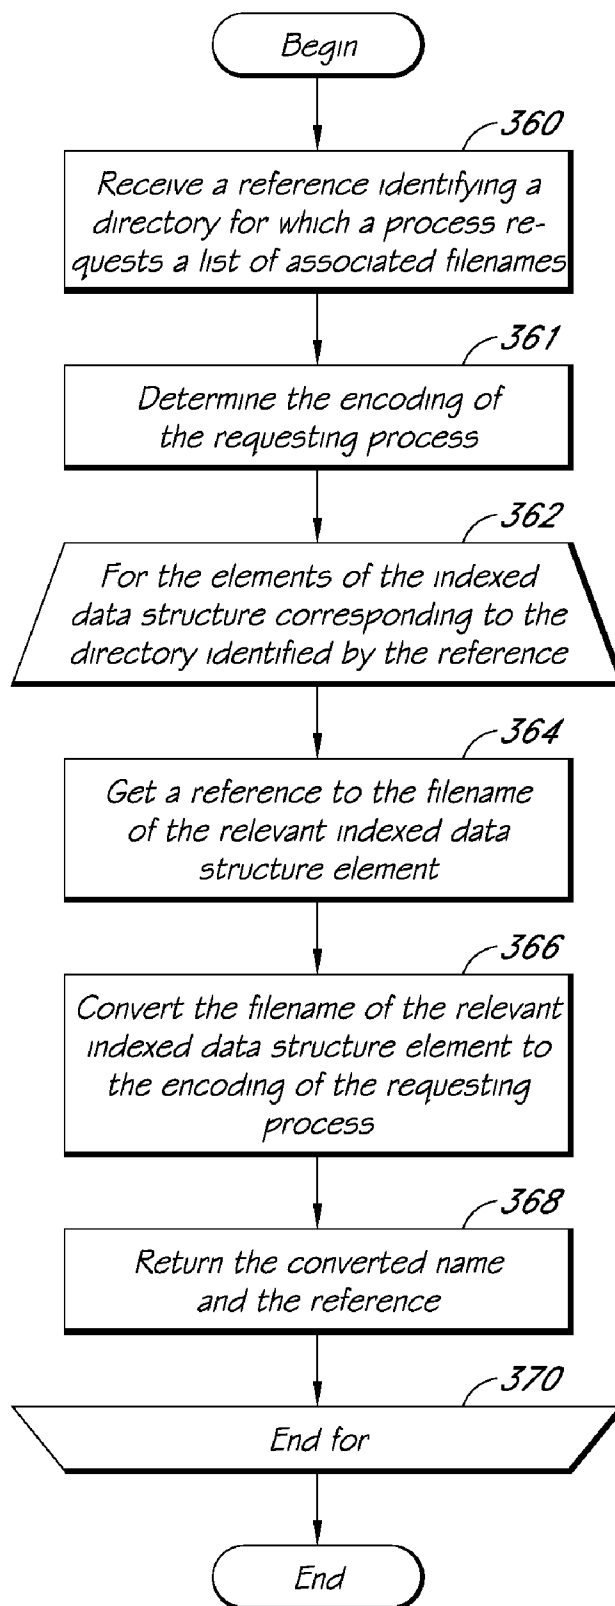 Begin
360
Receive a reference identifying a
directory for which a process re-
quests a list of associated filenames
361
Determine the encoding of
the requesting process
362
For the elements of the indexed
data structure corresponding to the
directory identified by the reference
364
Get a reference to the filename
of the relevant indexed data
structure element
366
Convert the filename of the relevant
indexed data structure element to
the encoding of the requesting
process
368
Return the converted name
and the reference
370
End for
End